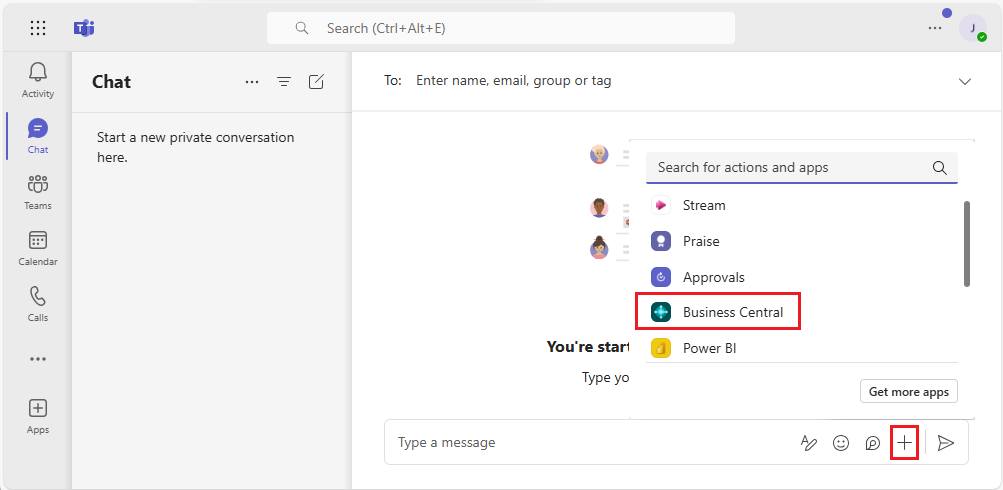 Search (Ctrl+Alt+E)
J
Activity
Chat
Teams
Calendar
Calls
Apps
Chat
Start a new private conversation
here.
To: Enter name, email, group or tag
Search for actions and apps
Stream
Praise
Approvals
Business Central
Power BI
Get more apps
You're start
Type yo
Type a message